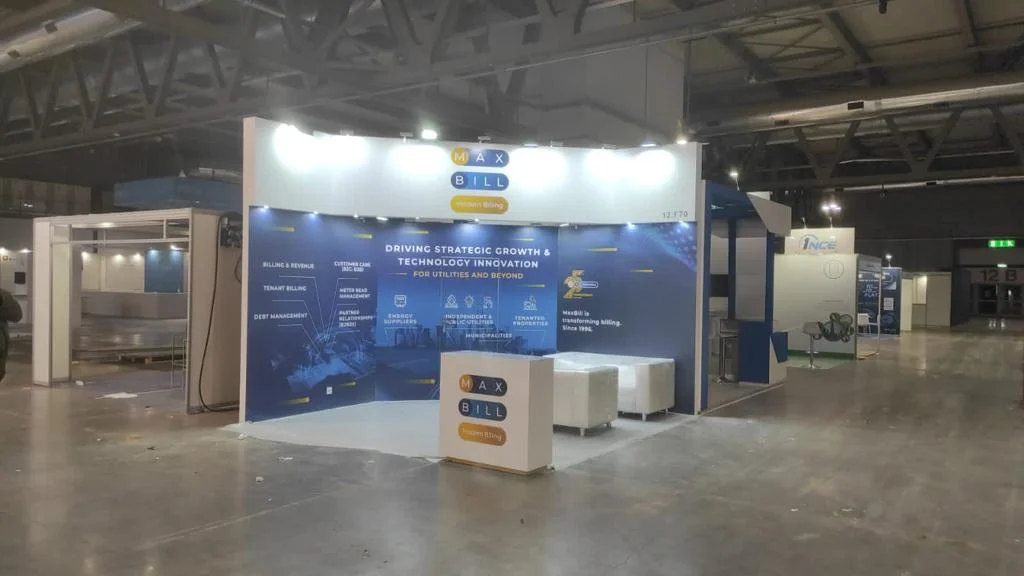 MAX
BILL
Modern Billing
12.F70
DRIVING STRATEGIC GROWTH &
TECHNOLOGY INNOVATION
FOR UTILITIES AND BEYOND
BILLING & REVENUE
CUSTOMER CARE
(B2C/ B2B)
TENANT BILLING
METER READ
MANAGEMENT
DEBT MANAGEMENT
PARTNER
RELATIONSHIPS
ENERGY
SUPPLIERS
INDEPENDENT &
PUBLIC UTILITIES
TENANTED
PROPERTIES
MUNICIPALITIES
MaxBill is
transforming billing.
Since 1996.
MAX
BILL
Modern Billing
1NCE
12 B